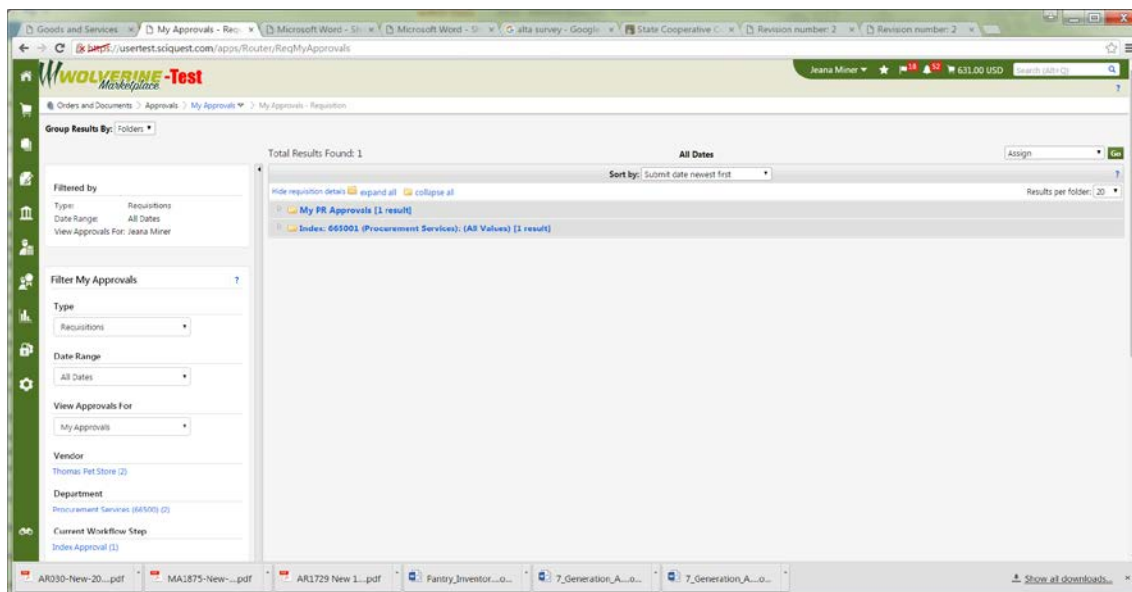 Goods and Services
My Approvals - Req
Microsoft Word - S
Microsoft Word - S
alta survey - Google
State Cooperative C
Revision number: 2
Revision number: 2
https://usertest.sciquest.com/apps/Router/ReqMyApprovals
WOLVERINE -Test
Marketplace
Jeana Miner 18 52 631.00 USD Search (Alt+Q)
Orders and Documents > Approvals > My Approvals > My Approvals - Requisition
Group Results By: Folders
Total Results Found: 1 All Dates Assign Go
Sort by: Submit date newest first ?
Hide requisition details expand all collapse all Results per folder: 20
My PR Approvals [1 result]
Index: 665001 (Procurement Services): (All Values) [1 result]
Filtered by
Type: Requisitions
Date Range: All Dates
View Approvals For: Jeana Miner
Filter My Approvals ?
Type
Requisitions
Date Range
All Dates
View Approvals For
My Approvals
Vendor
Thomas Pet Store (2)
Department
Procurement Services (66500) (2)
Current Workflow Step
Index Approval (1)
AR030-New-20....pdf
MA1875-New-...pdf
AR1729 New 1....pdf
Pantry_Inventor....o...
7_Generation_A....o...
7_Generation_A....o...
Show all downloads...